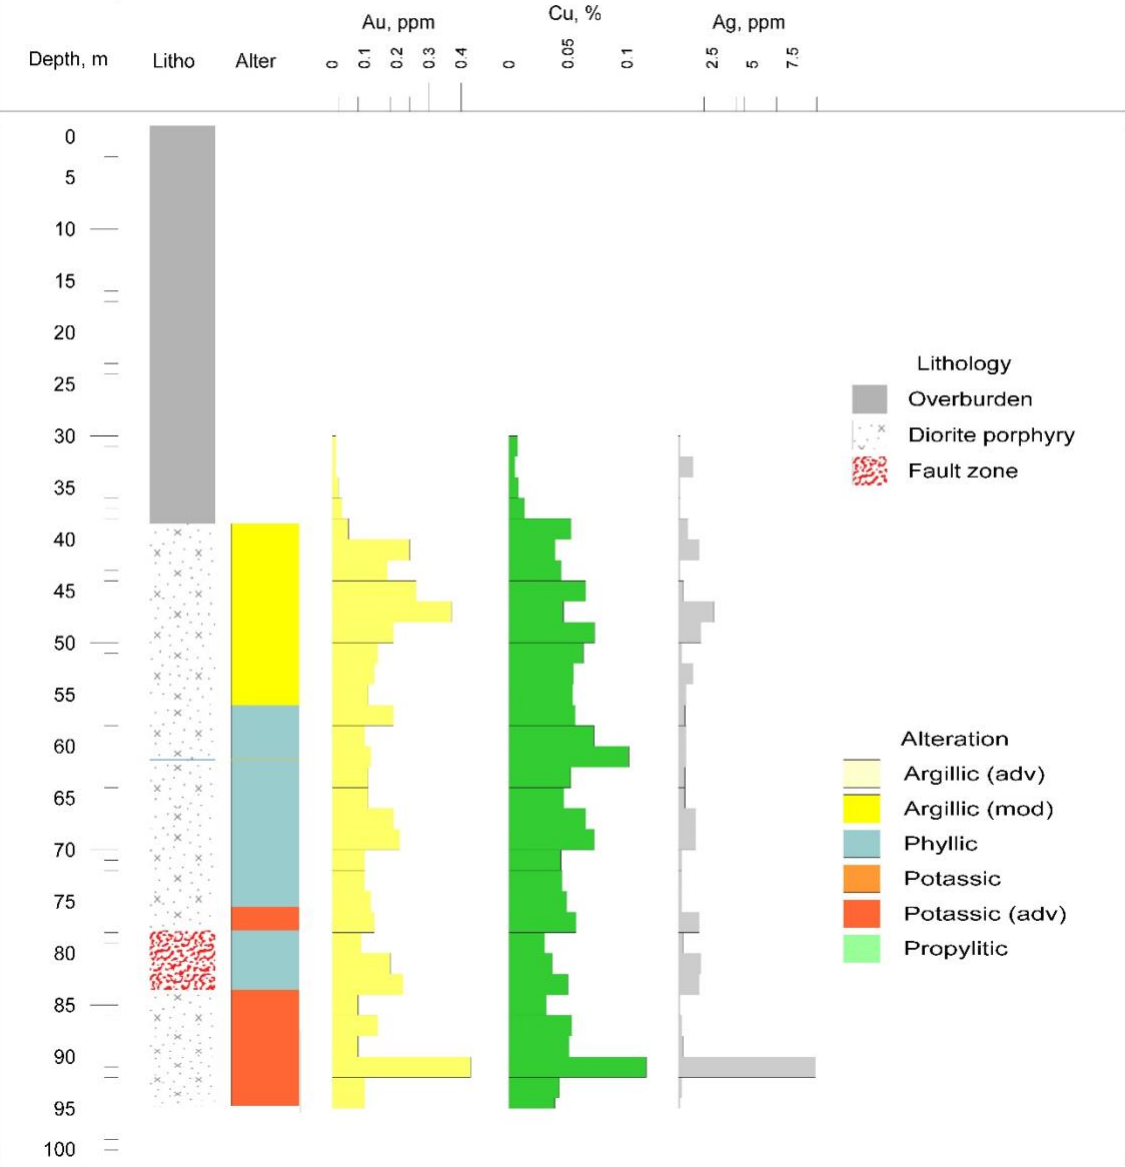 Depth, m Litho Alter Au, ppm Cu, % Ag, ppm
0 0.1 0.2 0.3 0.4 0 0.05 0.1 2.5 5 7.5
0
5
10
15
20
25
30
35
40
45
50
55
60
65
70
75
80
85
90
95
100
Lithology
Overburden
Diorite porphyry
Fault zone
Alteration
Argillic (adv)
Argillic (mod)
Phyllic
Potassic
Potassic (adv)
Propylitic